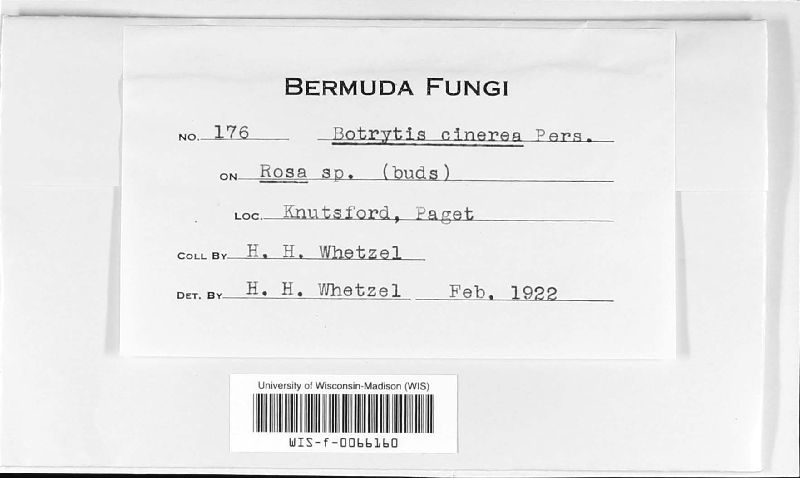 BERMUDA FUNGI
NO. 176 Botrytis cinerea Pers.
ON Rosa sp. (buds)
LOC. Knutsford, Paget
COLL BY H. H. Whetzel
DET. BY H. H. Whetzel Feb. 1922
University of Wisconsin-Madison (WIS)
WIS-f-0066160